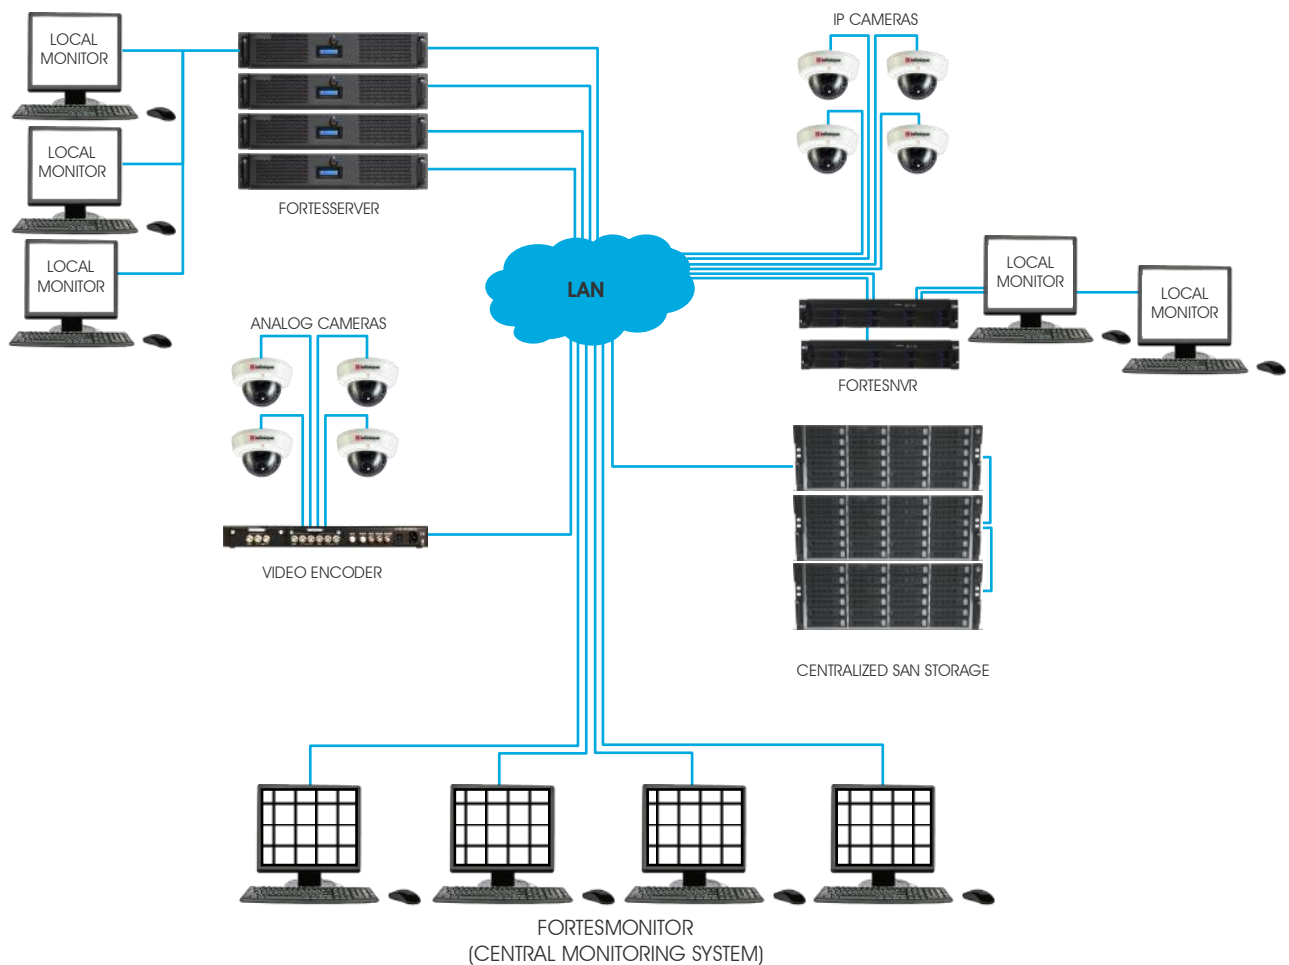 IP CAMERAS
LOCAL
MONITOR
LOCAL
MONITOR
LOCAL
MONITOR
FORTESSERVER
LAN
LOCAL
MONITOR
LOCAL
MONITOR
FORTESNVR
ANALOG CAMERAS
VIDEO ENCODER
CENTRALIZED SAN STORAGE
FORTESMONITOR
(CENTRAL MONITORING SYSTEM)